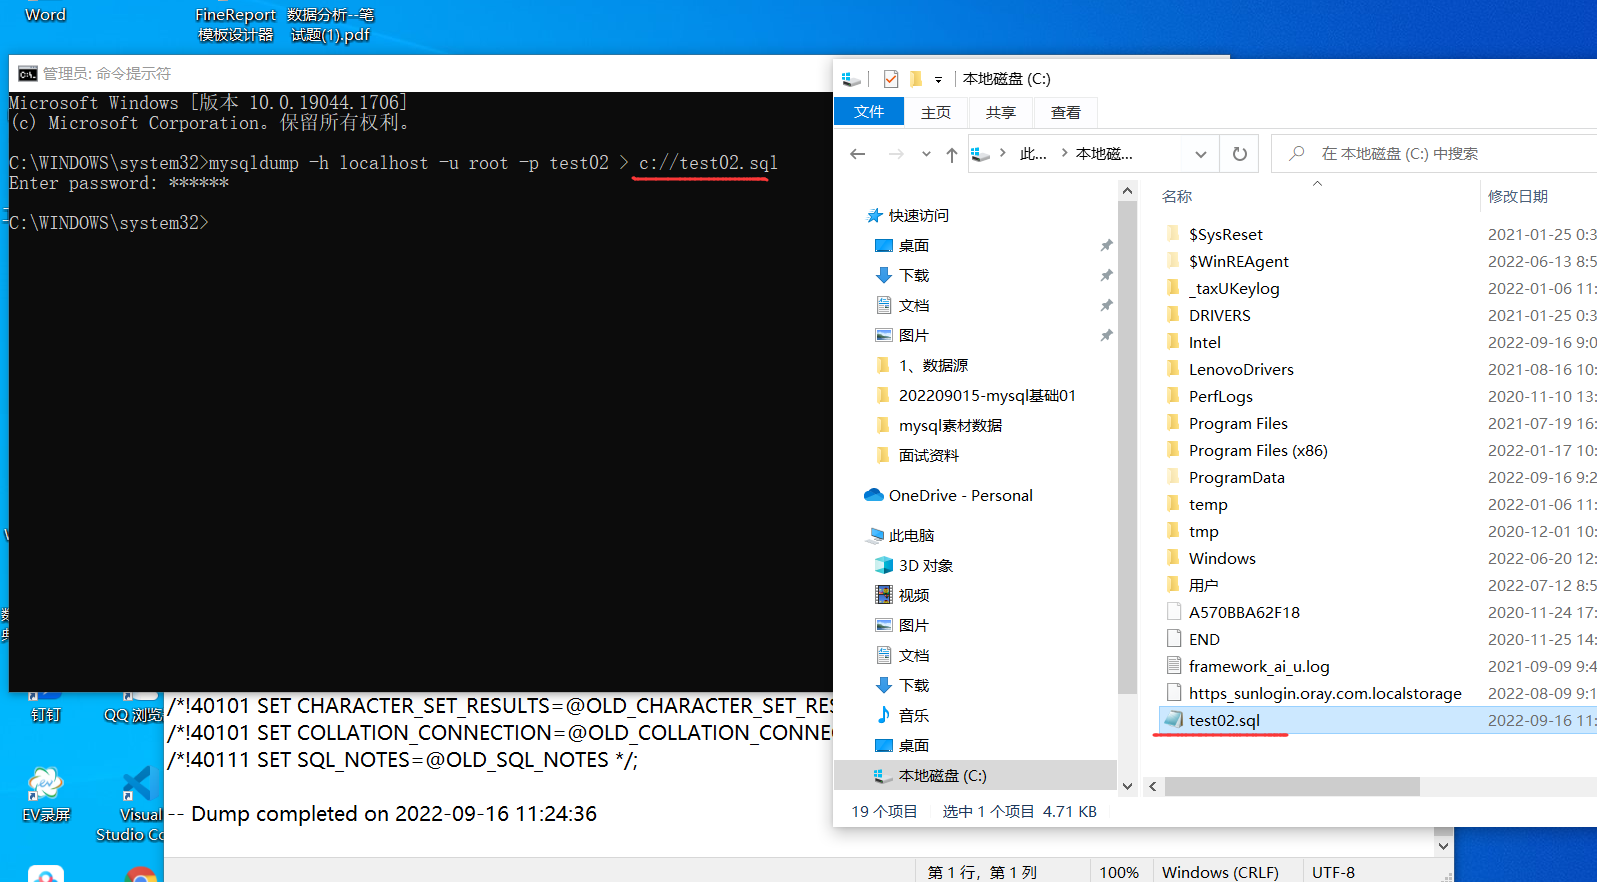 Word
FineReport
模板设计器
数据分析--笔
试题(1).pdf
管理员: 命令提示符
Microsoft Windows [版本 10.0.19044.1706]
(c) Microsoft Corporation。保留所有权利。
C:\WINDOWS\system32>mysqldump -h localhost -u root -p test02 > c://test02.sql
Enter password: ******
C:\WINDOWS\system32>
本地磁盘 (C:)
文件
主页
共享
查看
此...
本地磁...
在 本地磁盘 (C:) 中搜索
快速访问
桌面
下载
文档
图片
1、数据源
202209015-mysql基础01
mysql素材数据
面试资料
OneDrive - Personal
此电脑
3D 对象
视频
图片
文档
下载
音乐
桌面
本地磁盘 (C:)
名称 修改日期
$SysReset 2021-01-25 0:3
$WinREAgent 2022-06-13 8:5
_taxUKeylog 2022-01-06 11:
DRIVERS 2021-01-25 0:3
Intel 2022-09-16 9:0
LenovoDrivers 2021-08-16 10:
PerfLogs 2020-11-10 13:
Program Files 2021-07-19 16:
Program Files (x86) 2022-01-17 10:
ProgramData 2022-09-16 9:2
temp 2022-01-06 11:
tmp 2020-12-01 10:
Windows 2022-06-20 12:
用户 2022-07-12 8:5
A570BBA62F18 2020-11-24 17:
END 2020-11-25 14:
framework_ai_u.log 2021-09-09 9:4
https_sunlogin.oray.com.localstorage 2022-08-09 9:1
test02.sql 2022-09-16 11:
19 个项目 选中 1 个项目 4.71 KB
钉钉
QQ 浏览
EV录屏
Visual
Studio Co
/*!40101 SET CHARACTER_SET_RESULTS=@OLD_CHARACTER_SET_RES
/*!40101 SET COLLATION_CONNECTION=@OLD_COLLATION_CONNEC
/*!40111 SET SQL_NOTES=@OLD_SQL_NOTES */;
-- Dump completed on 2022-09-16 11:24:36
第 1 行，第 1 列 100% Windows (CRLF) UTF-8